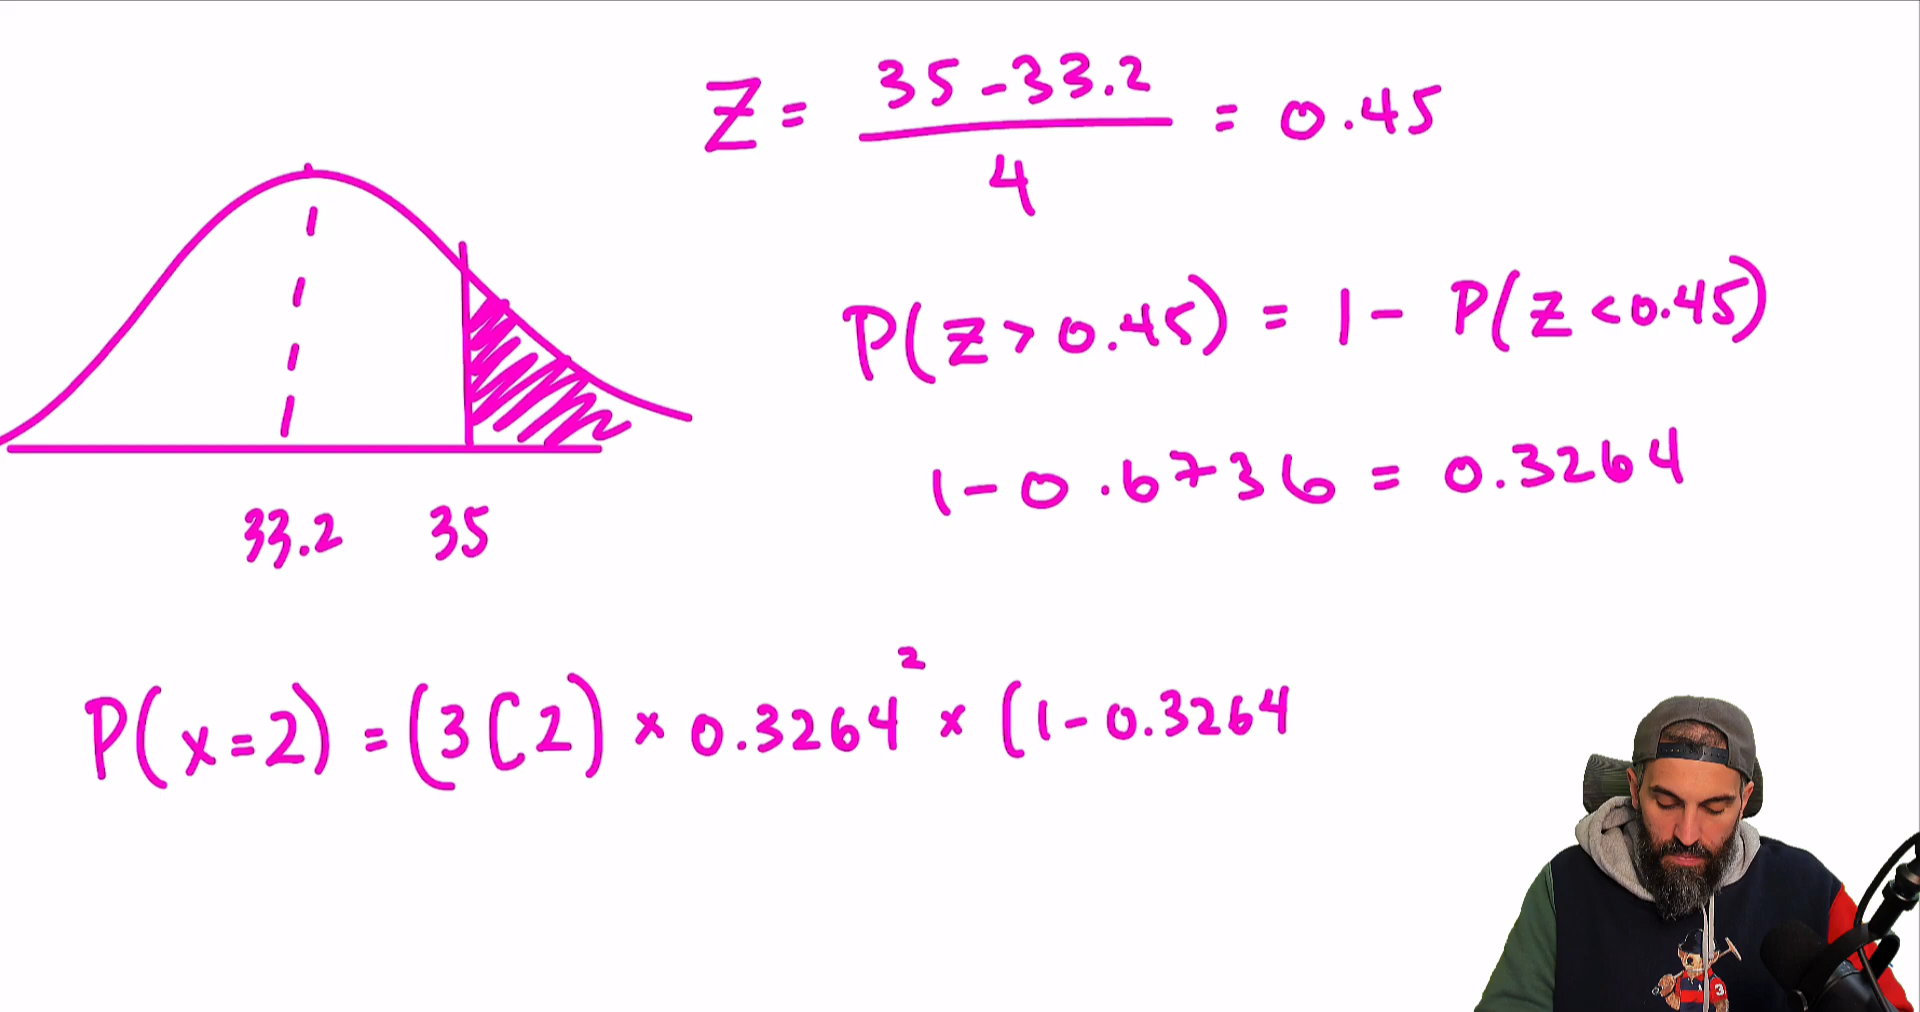 Z = 35 - 33.2 / 4 = 0.45
P(Z > 0.45) = 1 - P(Z < 0.45)
1 - 0.6736 = 0.3264
33.2 35
P(x=2) = (3C2) × 0.3264² × (1 - 0.3264
3